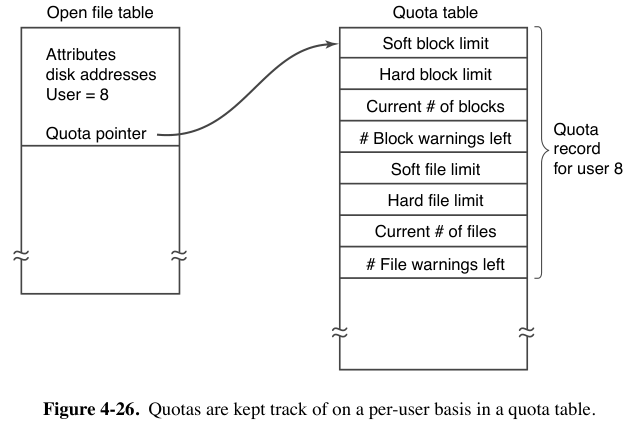 Open file table
Attributes
disk addresses
User = 8
Quota pointer
Quota table
Soft block limit
Hard block limit
Current # of blocks
# Block warnings left
Soft file limit
Hard file limit
Current # of files
# File warnings left
Quota
record
for user 8
Figure 4-26. Quotas are kept track of on a per-user basis in a quota table.